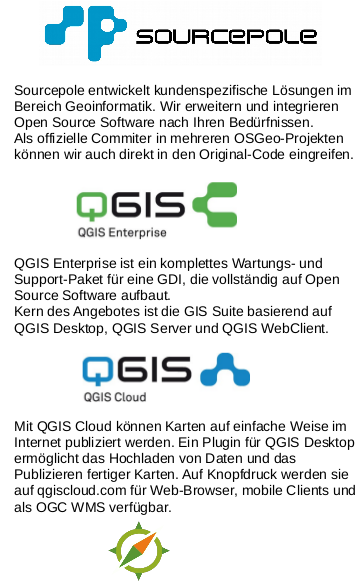 SOURCEPOLE
Sourcepole entwickelt kundenspezifische Lösungen im
Bereich Geoinformatik. Wir erweitern und integrieren
Open Source Software nach Ihren Bedürfnissen.
Als offizielle Commiter in mehreren OSGeo-Projekten
können wir auch direkt in den Original-Code eingreifen.
QGIS
QGIS Enterprise
QGIS Enterprise ist ein komplettes Wartungs- und
Support-Paket für eine GDI, die vollständig auf Open
Source Software aufbaut.
Kern des Angebotes ist die GIS Suite basierend auf
QGIS Desktop, QGIS Server und QGIS WebClient.
QGIS
QGIS Cloud
Mit QGIS Cloud können Karten auf einfache Weise im
Internet publiziert werden. Ein Plugin für QGIS Desktop
ermöglicht das Hochladen von Daten und das
Publizieren fertiger Karten. Auf Knopfdruck werden sie
auf qgiscloud.com für Web-Browser, mobile Clients und
als OGC WMS verfügbar.